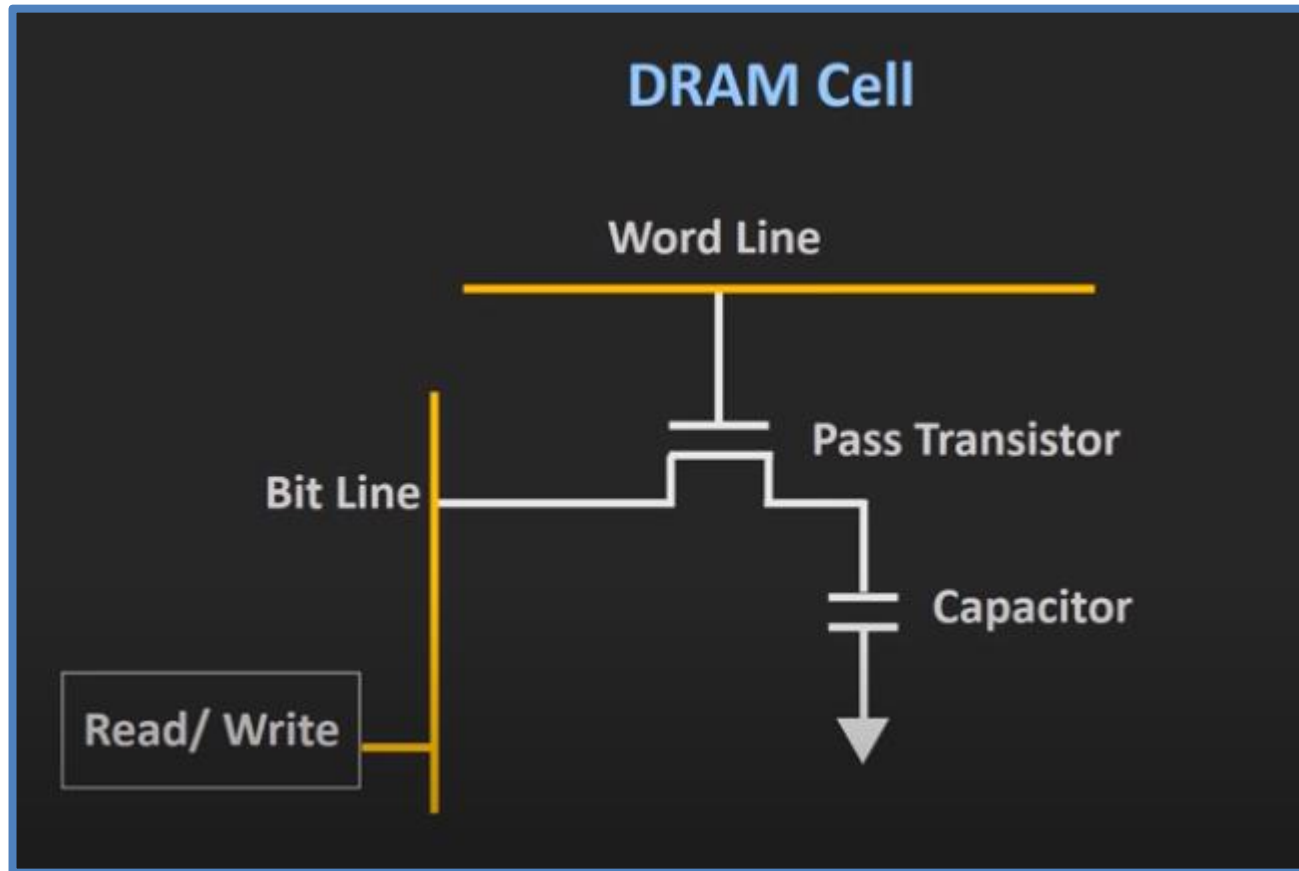 DRAM Cell
Word Line
Pass Transistor
Bit Line
Capacitor
Read/ Write